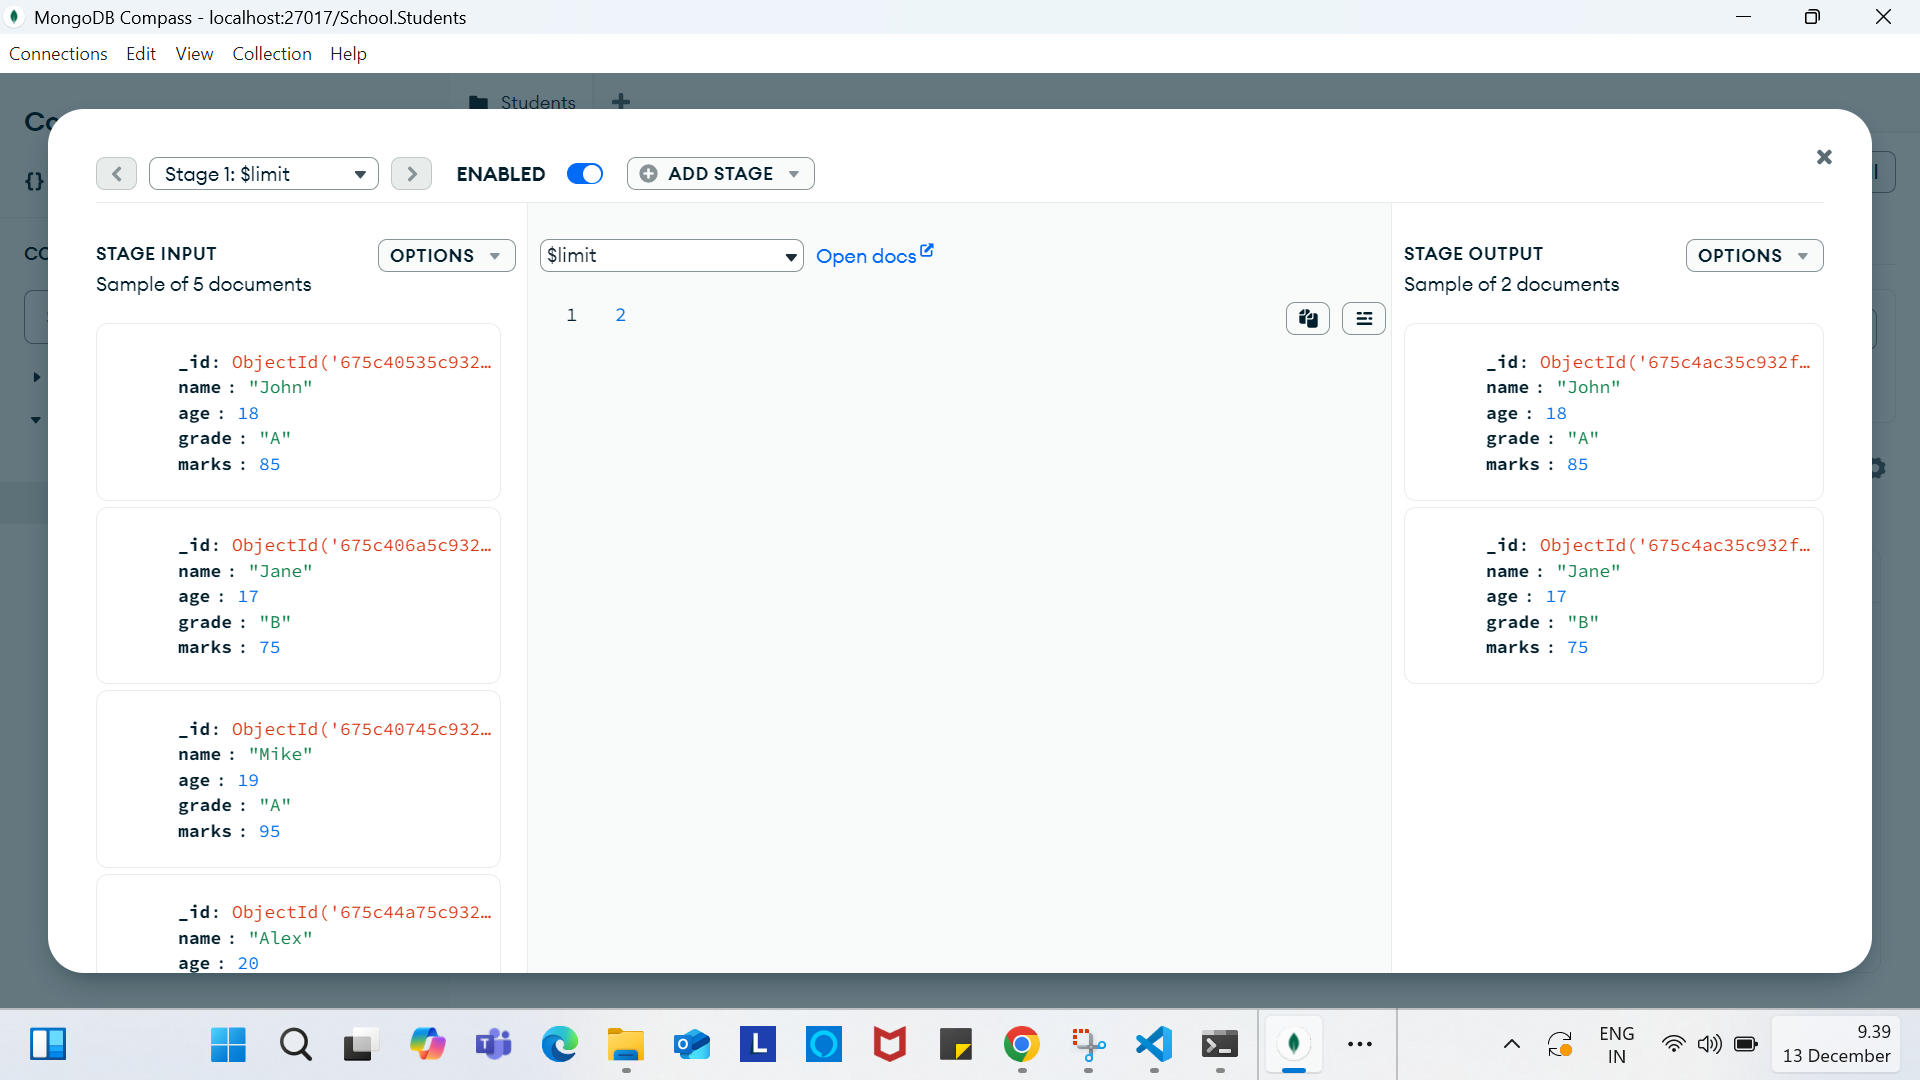 MongoDB Compass - localhost:27017/School.Students
Connections Edit View Collection Help
Students
Co
Stage 1: $limit
ENABLED
ADD STAGE
{}
CO
STAGE INPUT
OPTIONS
Sample of 5 documents
_id: ObjectId('675c40535c932…
name : "John"
age : 18
grade : "A"
marks : 85
_id: ObjectId('675c406a5c932…
name : "Jane"
age : 17
grade : "B"
marks : 75
_id: ObjectId('675c40745c932…
name : "Mike"
age : 19
grade : "A"
marks : 95
_id: ObjectId('675c44a75c932…
name : "Alex"
age : 20
$limit
Open docs
1 2
STAGE OUTPUT
OPTIONS
Sample of 2 documents
_id: ObjectId('675c4ac35c932f…
name : "John"
age : 18
grade : "A"
marks : 85
_id: ObjectId('675c4ac35c932f…
name : "Jane"
age : 17
grade : "B"
marks : 75
L
ENG
IN
9.39
13 December